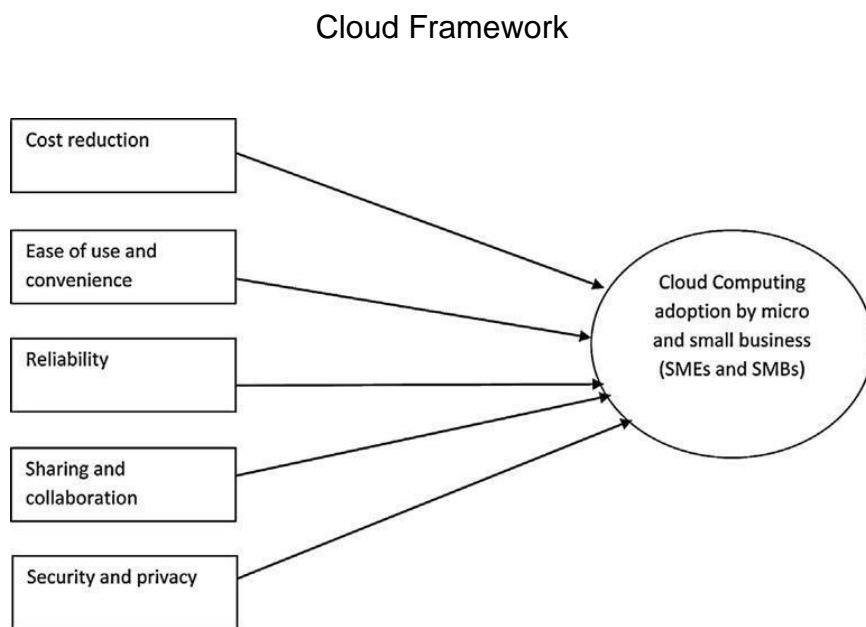 Cloud Framework
Cost reduction
Ease of use and
convenience
Reliability
Sharing and
collaboration
Security and privacy
Cloud Computing
adoption by micro
and small business
(SMEs and SMBs)